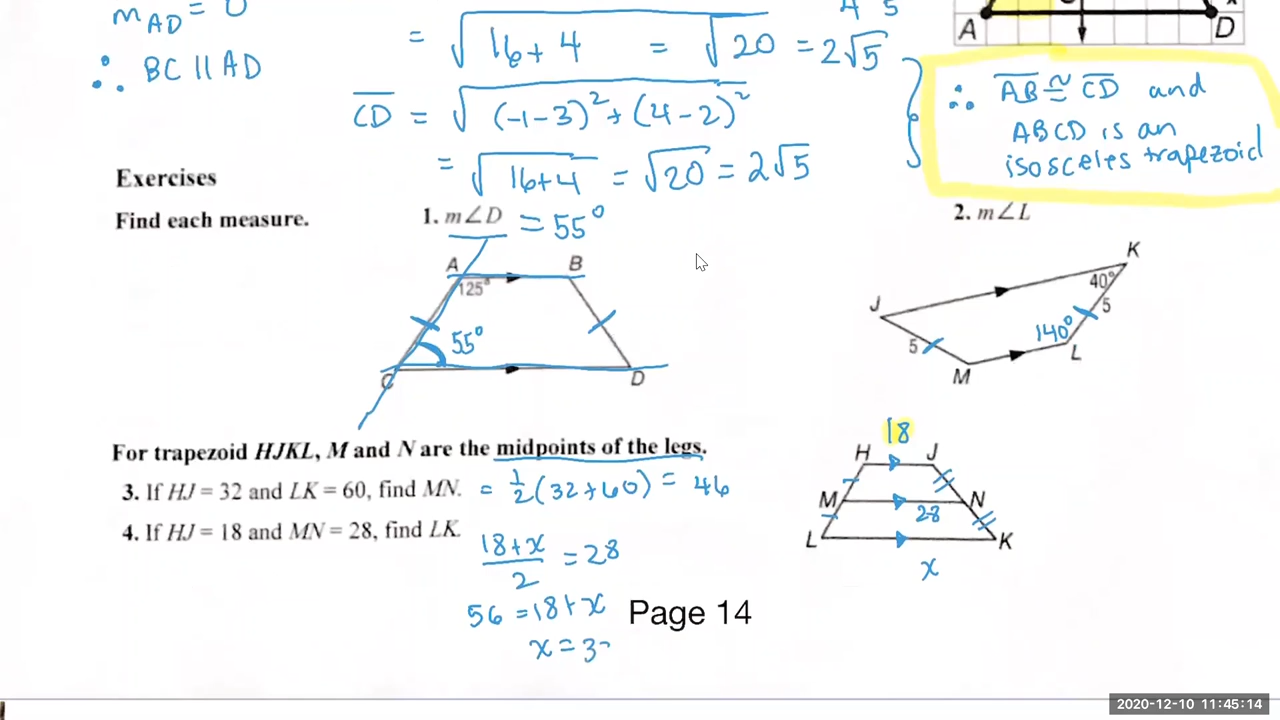 m AD = 0
∴ BC || AD
= √16+4 = √20 = 2√5
4 5
A D
CD = √(-1-3)² + (4-2)²
= √16+4 = √20 = 2√5
∴ AB ≅ CD and
ABCD is an
isosceles trapezoid
Exercises
Find each measure.
1. m∠D = 55°
A B
125°
55°
C D
2. m∠L
K
40°
J
5
140°
5
L
M
For trapezoid HJKL, M and N are the midpoints of the legs.
3. If HJ = 32 and LK = 60, find MN. = ½(32+60) = 46
4. If HJ = 18 and MN = 28, find LK.
18
H J
M N
28
L K
x
18+x/2 = 28
56 = 18+x
x = 3
Page 14
2020-12-10 11:45:14